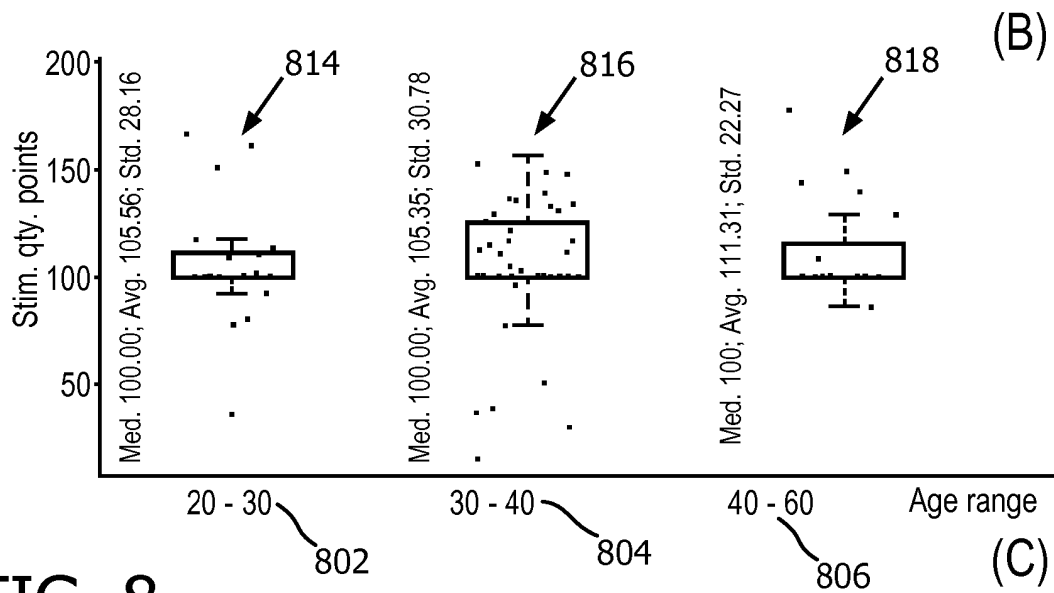 (B)
200
150
100
50
Stim. qty. points
814
816
818
Med. 100.00; Avg. 105.56; Std. 28.16
Med. 100.00; Avg. 105.35; Std. 30.78
Med. 100; Avg. 111.31; Std. 22.27
20 - 30
30 - 40
40 - 60
Age range
802
804
806
(C)